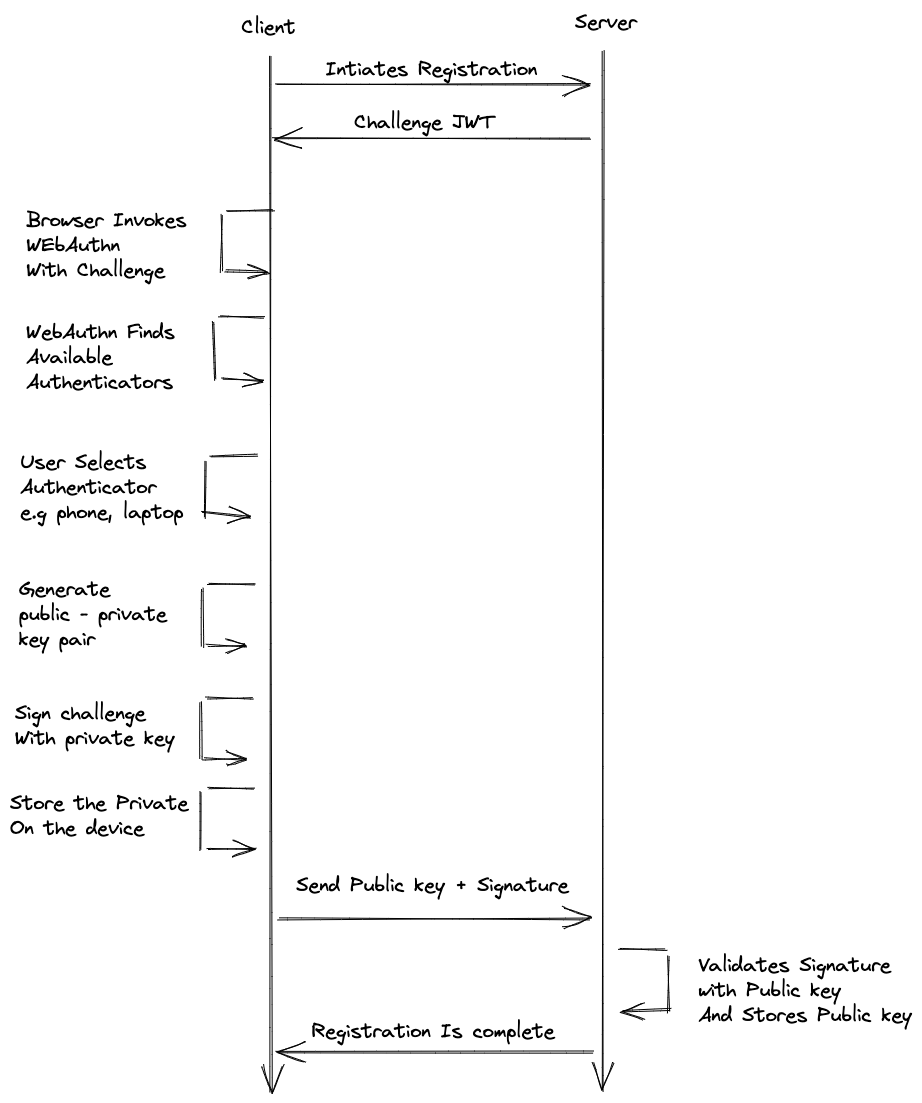 Client
Server
Intiates Registration
Challenge JWT
Browser Invokes
WEbAuthn
With Challenge
WebAuthn Finds
Available
Authenticators
User Selects
Authenticator
e.g phone, laptop
Generate
public - private
key pair
Sign challenge
With private key
Store the Private
On the device
Send Public key + Signature
Validates Signature
with Public key
And Stores Public key
Registration Is complete